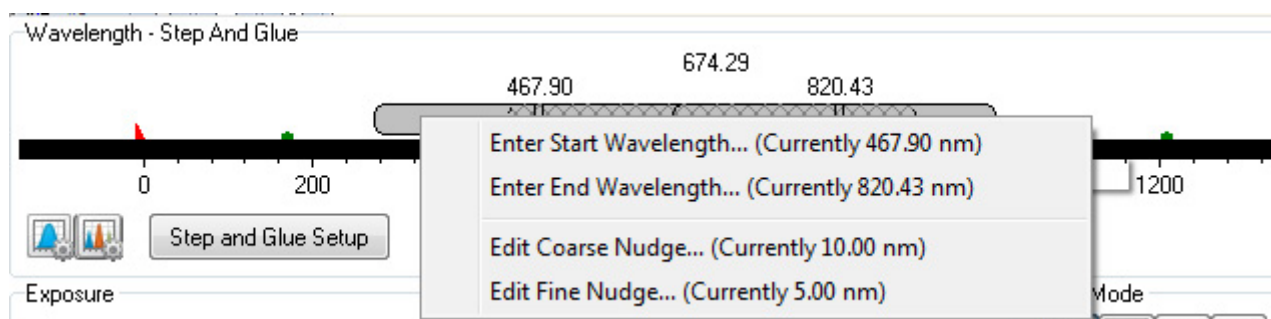 Wavelength - Step And Glue
674.29
467.90 820.43
Enter Start Wavelength... (Currently 467.90 nm)
Enter End Wavelength... (Currently 820.43 nm)
0 200 1200
Step and Glue Setup
Edit Coarse Nudge... (Currently 10.00 nm)
Edit Fine Nudge... (Currently 5.00 nm)
Exposure
Mode